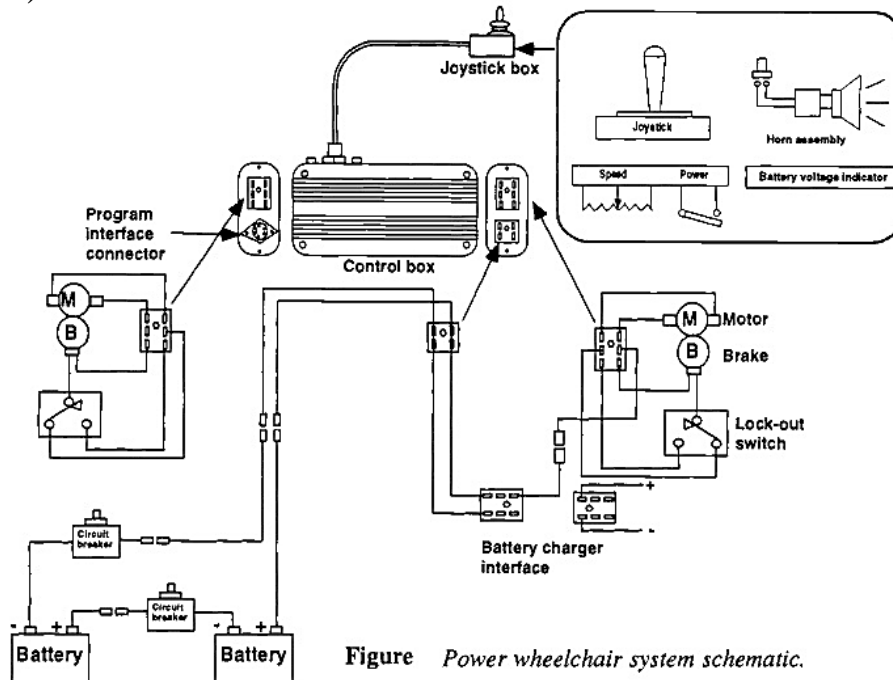 Joystick box
Joystick
Horn assembly
Speed
Power
Battery voltage indicator
Program
interface
connector
Control box
M
B
M
Motor
B
Brake
Lock-out
switch
+
-
Battery charger
interface
Circuit
breaker
Circuit
breaker
- +
Battery
- +
Battery
Figure Power wheelchair system schematic.